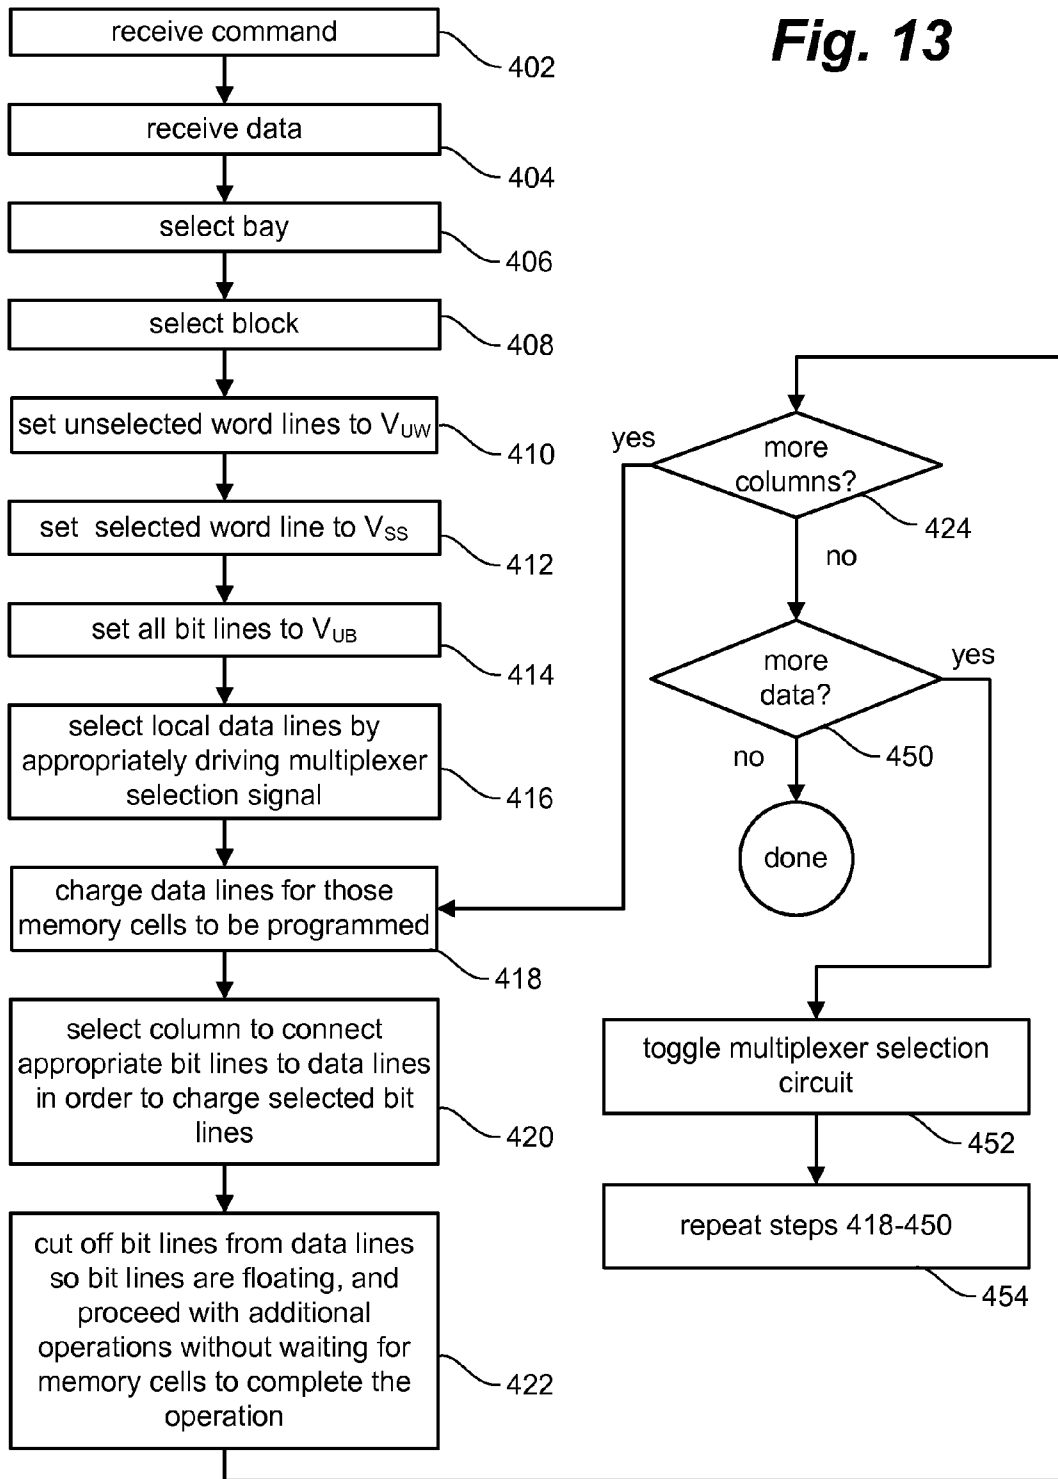 Fig. 13
receive command
402
receive data
404
select bay
406
select block
408
set unselected word lines to VUW
410
set selected word line to VSS
412
set all bit lines to VUB
414
select local data lines by
appropriately driving multiplexer
selection signal
416
charge data lines for those
memory cells to be programmed
418
select column to connect
appropriate bit lines to data lines
in order to charge selected bit
lines
420
cut off bit lines from data lines
so bit lines are floating, and
proceed with additional
operations without waiting for
memory cells to complete the
operation
422
yes
more
columns?
424
no
more
data?
yes
450
no
done
toggle multiplexer selection
circuit
452
repeat steps 418-450
454